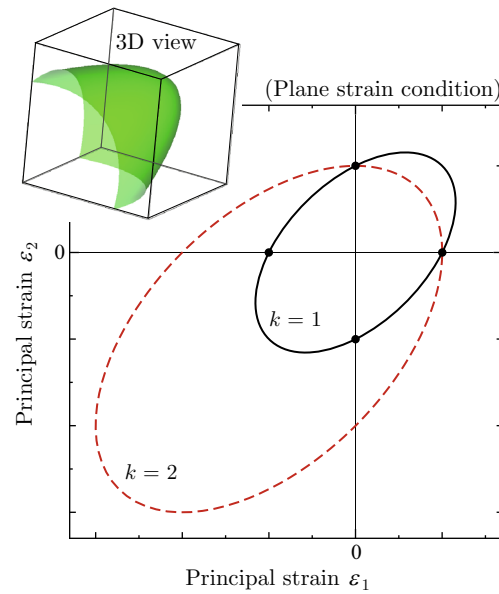 3D view
(Plane strain condition)
0
Principal strain ε₂
k = 1
k = 2
0
Principal strain ε₁